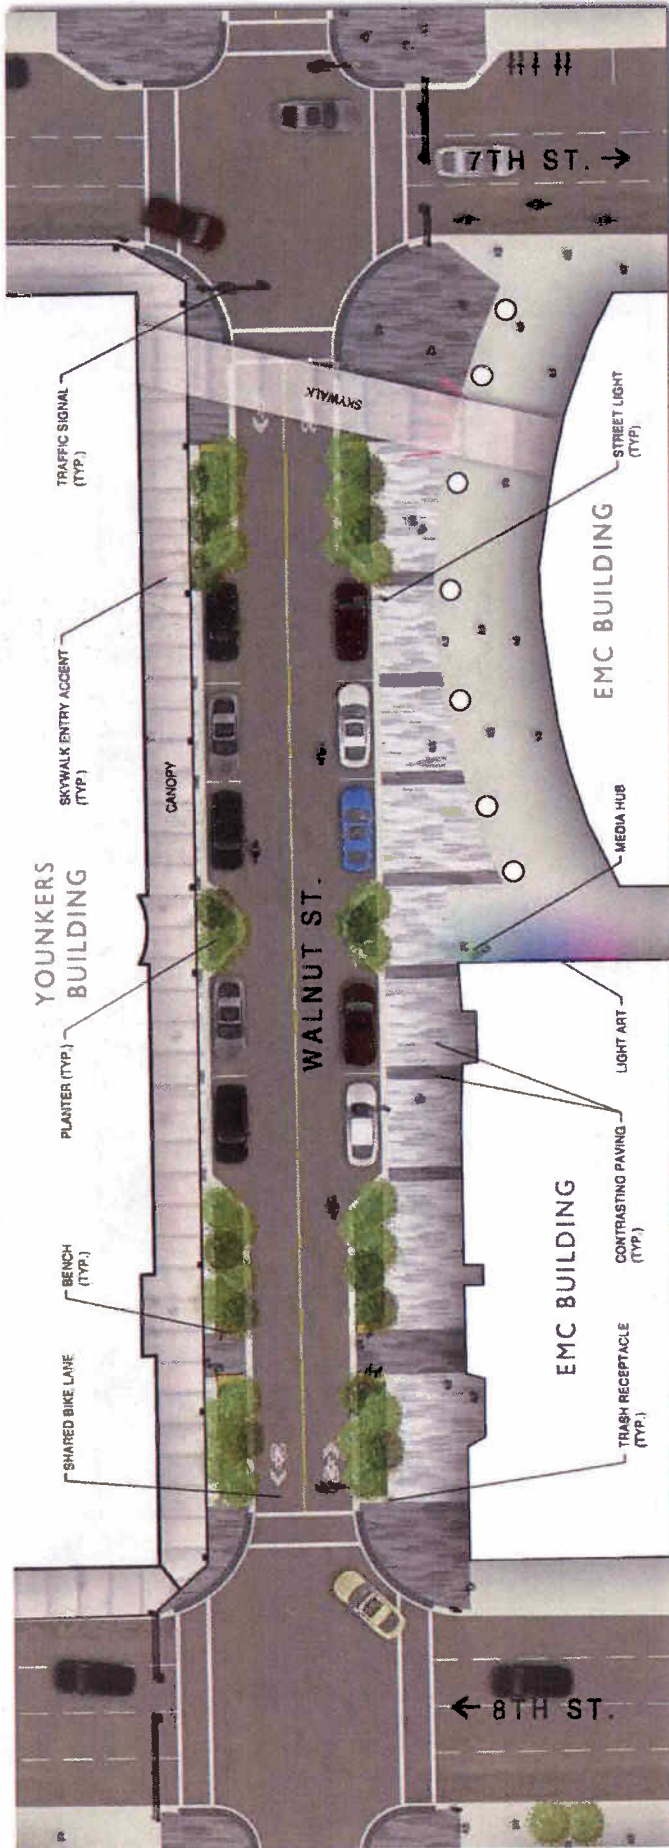 SHARED BIKE LANE
BENCH
(TYP.)
PLANTER (TYP.)
YOUNKERS
BUILDING
SKYWALK ENTRY ACCENT
(TYP.)
TRAFFIC SIGNAL
(TYP.)
CANOPY
SKYWALK
WALNUT ST.
8TH ST.
7TH ST.
EMC BUILDING
EMC BUILDING
TRASH RECEPTACLE
(TYP.)
CONTRASTING PAVING
(TYP.)
LIGHT ART
MEDIA HUB
STREET LIGHT
(TYP)